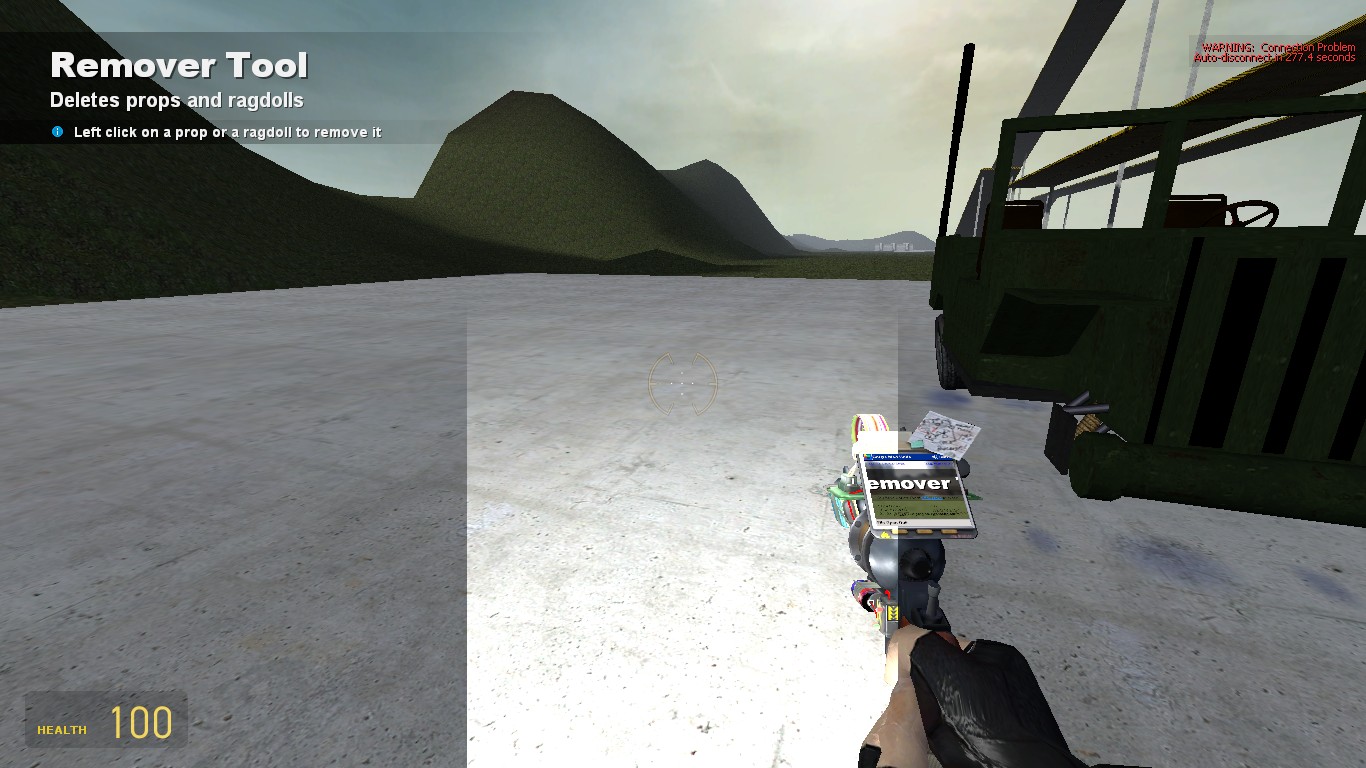 Remover Tool
Deletes props and ragdolls
Left click on a prop or a ragdoll to remove it
WARNING: Connection Problem
Auto-disconnect in 277.4 seconds
emover
HEALTH 100